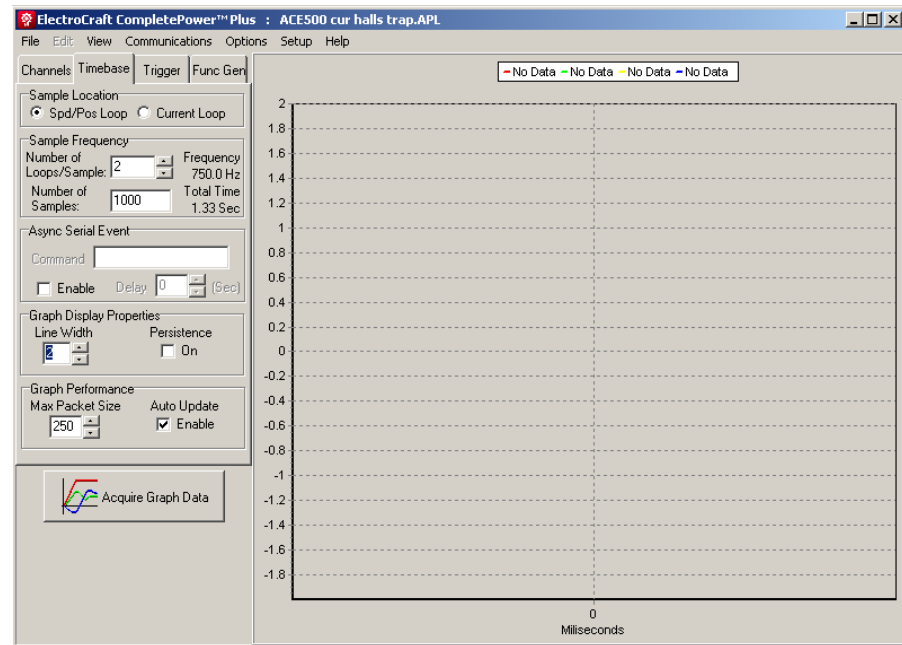 ElectroCraft CompletePower™ Plus : ACE500 cur halls trap.APL
File Edit View Communications Options Setup Help
Channels Timebase Trigger Func Gen
Sample Location
Spd/Pos Loop Current Loop
Sample Frequency
Number of Loops/Sample: 2 Frequency 750.0 Hz
Number of Samples: 1000 Total Time 1.33 Sec
Async Serial Event
Command
Enable Delay 0 (Sec)
Graph Display Properties
Line Width Persistence
2 On
Graph Performance
Max Packet Size Auto Update
250 Enable
Acquire Graph Data
No Data No Data No Data No Data
2
1.8
1.6
1.4
1.2
1
0.8
0.6
0.4
0.2
0
-0.2
-0.4
-0.6
-0.8
-1
-1.2
-1.4
-1.6
-1.8
0
Miliseconds